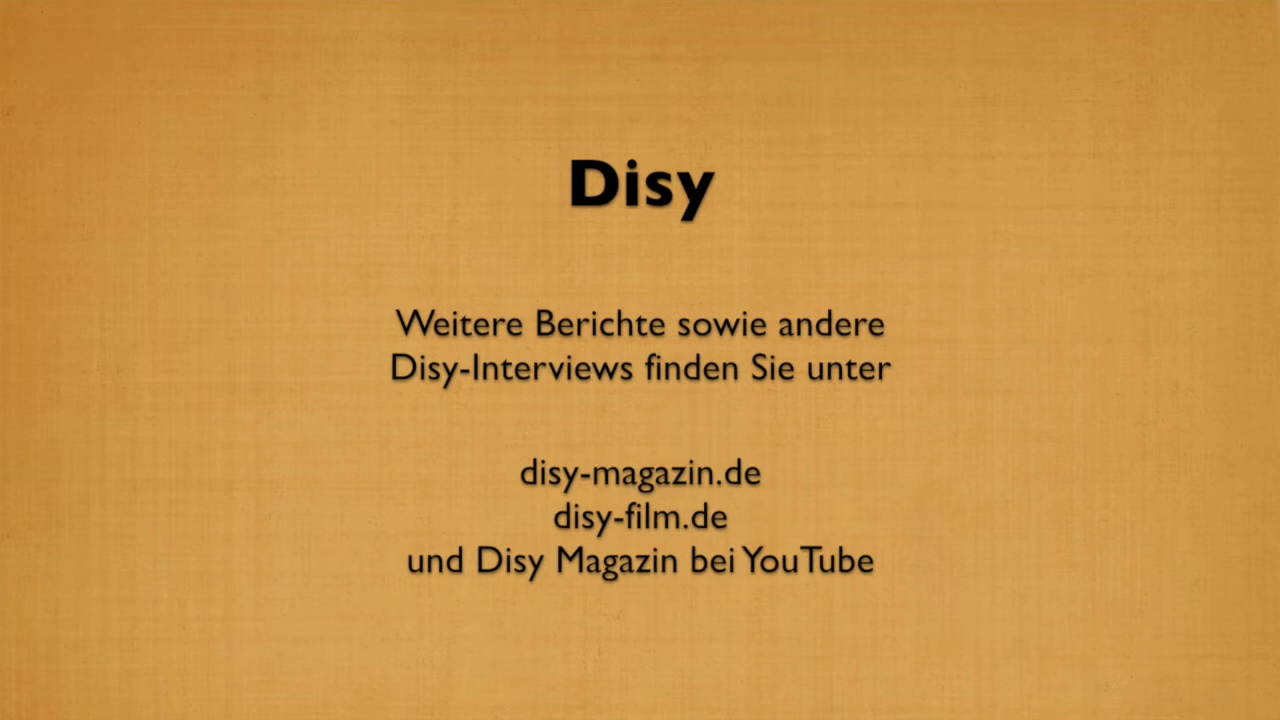 Disy
Weitere Berichte sowie andere
Disy-Interviews finden Sie unter
disy-magazin.de
disy-film.de
und Disy Magazin bei YouTube